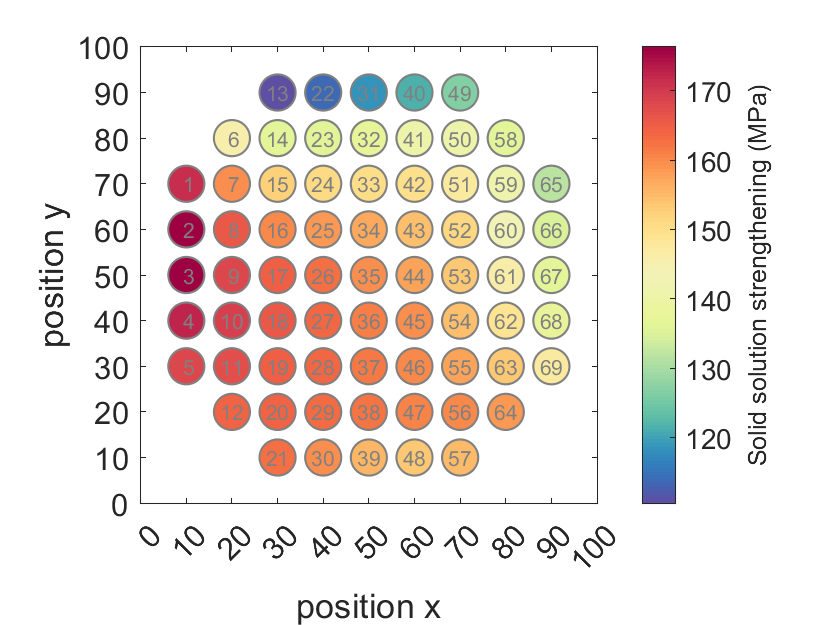 100
90
80
70
60
50
40
30
20
10
0
position y
13 22 31 40 49
6 14 23 32 41 50 58
1 7 15 24 33 42 51 59 65
2 8 16 25 34 43 52 60 66
3 9 17 26 35 44 53 61 67
4 10 18 27 36 45 54 62 68
5 11 19 28 37 46 55 63 69
12 20 29 38 47 56 64
21 30 39 48 57
0 10 20 30 40 50 60 70 80 90 100
position x
170
160
150
140
130
120
Solid solution strengthening (MPa)